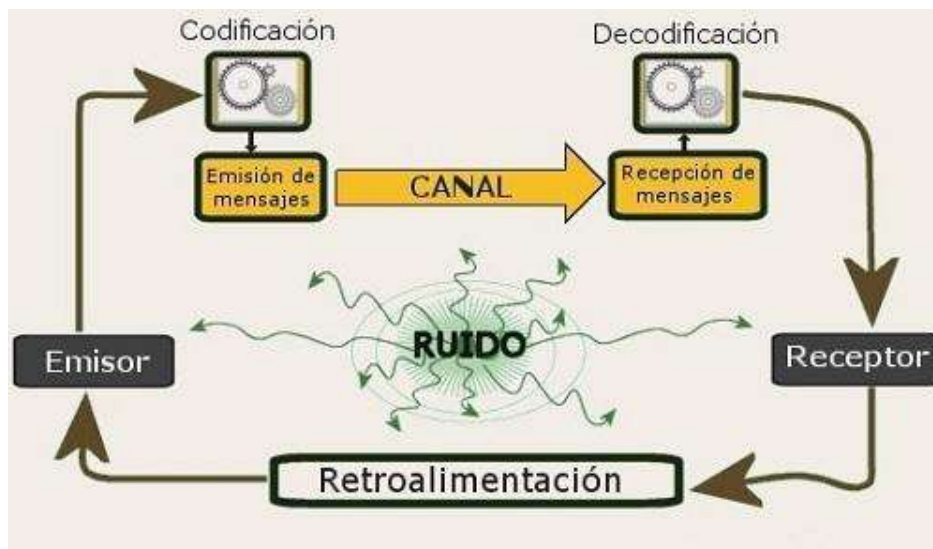 Codificación
Decodificación
Emisión de
mensajes
CANAL
Recepción de
mensajes
RUIDO
Emisor
Receptor
Retroalimentación